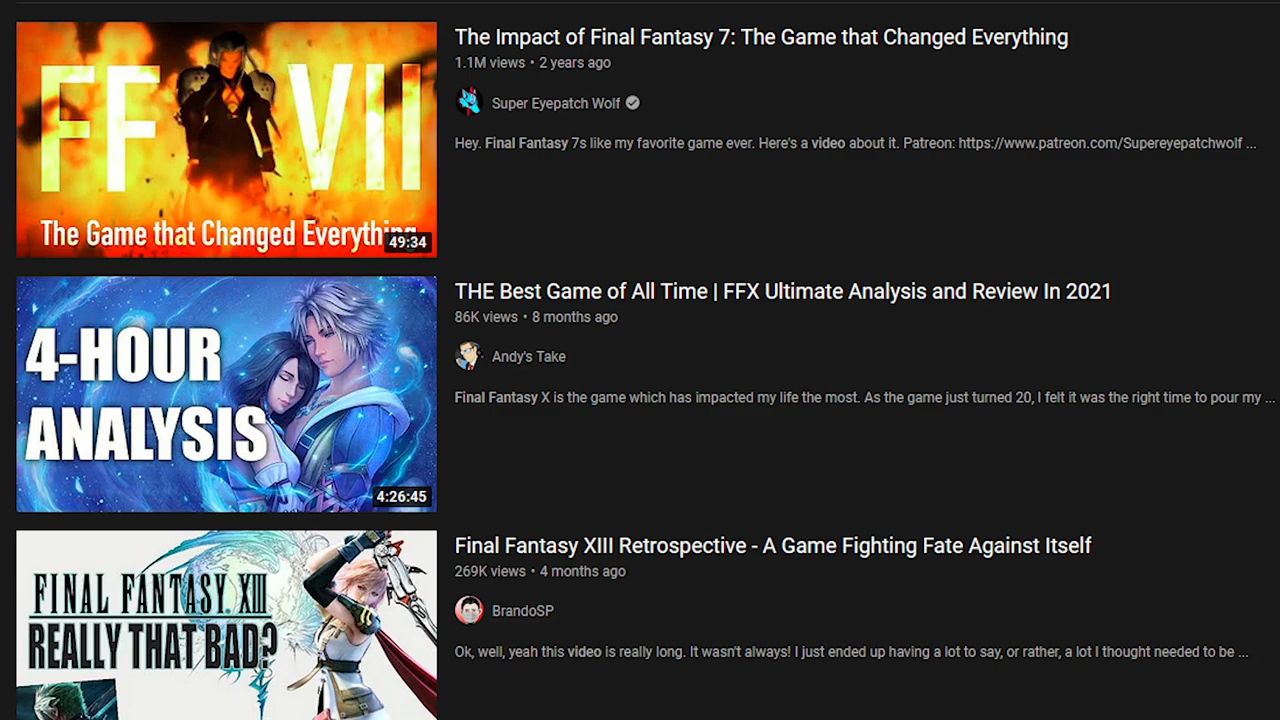 FF VII
The Game that Changed Everything
49:34
The Impact of Final Fantasy 7: The Game that Changed Everything
1.1M views • 2 years ago
Super Eyepatch Wolf
Hey. Final Fantasy 7s like my favorite game ever. Here's a video about it. Patreon: https://www.patreon.com/Supereyepatchwolf ...
4-HOUR
ANALYSIS
4:26:45
THE Best Game of All Time | FFX Ultimate Analysis and Review In 2021
86K views • 8 months ago
Andy's Take
Final Fantasy X is the game which has impacted my life the most. As the game just turned 20, I felt it was the right time to pour my ...
FINAL FANTASY XIII
REALLY THAT BAD?
Final Fantasy XIII Retrospective - A Game Fighting Fate Against Itself
269K views • 4 months ago
BrandoSP
Ok, well, yeah this video is really long. It wasn't always! I just ended up having a lot to say, or rather, a lot I thought needed to be ...